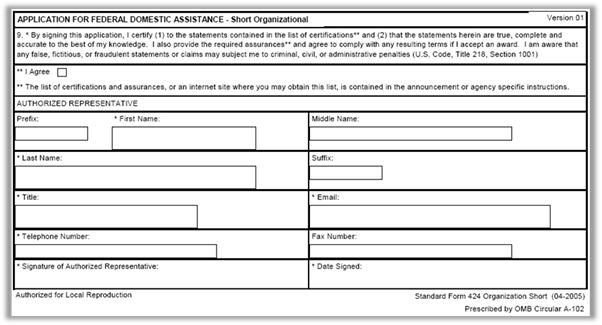 APPLICATION FOR FEDERAL DOMESTIC ASSISTANCE - Short Organizational Version 01
9. * By signing this application, I certify (1) to the statements contained in the list of certifications** and (2) that the statements herein are true, complete and
accurate to the best of my knowledge. I also provide the required assurances** and agree to comply with any resulting terms if I accept an award. I am aware that
any false, fictitious, or fraudulent statements or claims may subject me to criminal, civil, or administrative penalties (U.S. Code, Title 218, Section 1001)
** I Agree
** The list of certifications and assurances, or an internet site where you may obtain this list, is contained in the announcement or agency specific instructions.
AUTHORIZED REPRESENTATIVE
Prefix: * First Name: Middle Name:
* Last Name: Suffix:
* Title: * Email:
* Telephone Number: Fax Number:
* Signature of Authorized Representative: * Date Signed:
Authorized for Local Reproduction Standard Form 424 Organization Short (04-2005)
Prescribed by OMB Circular A-102